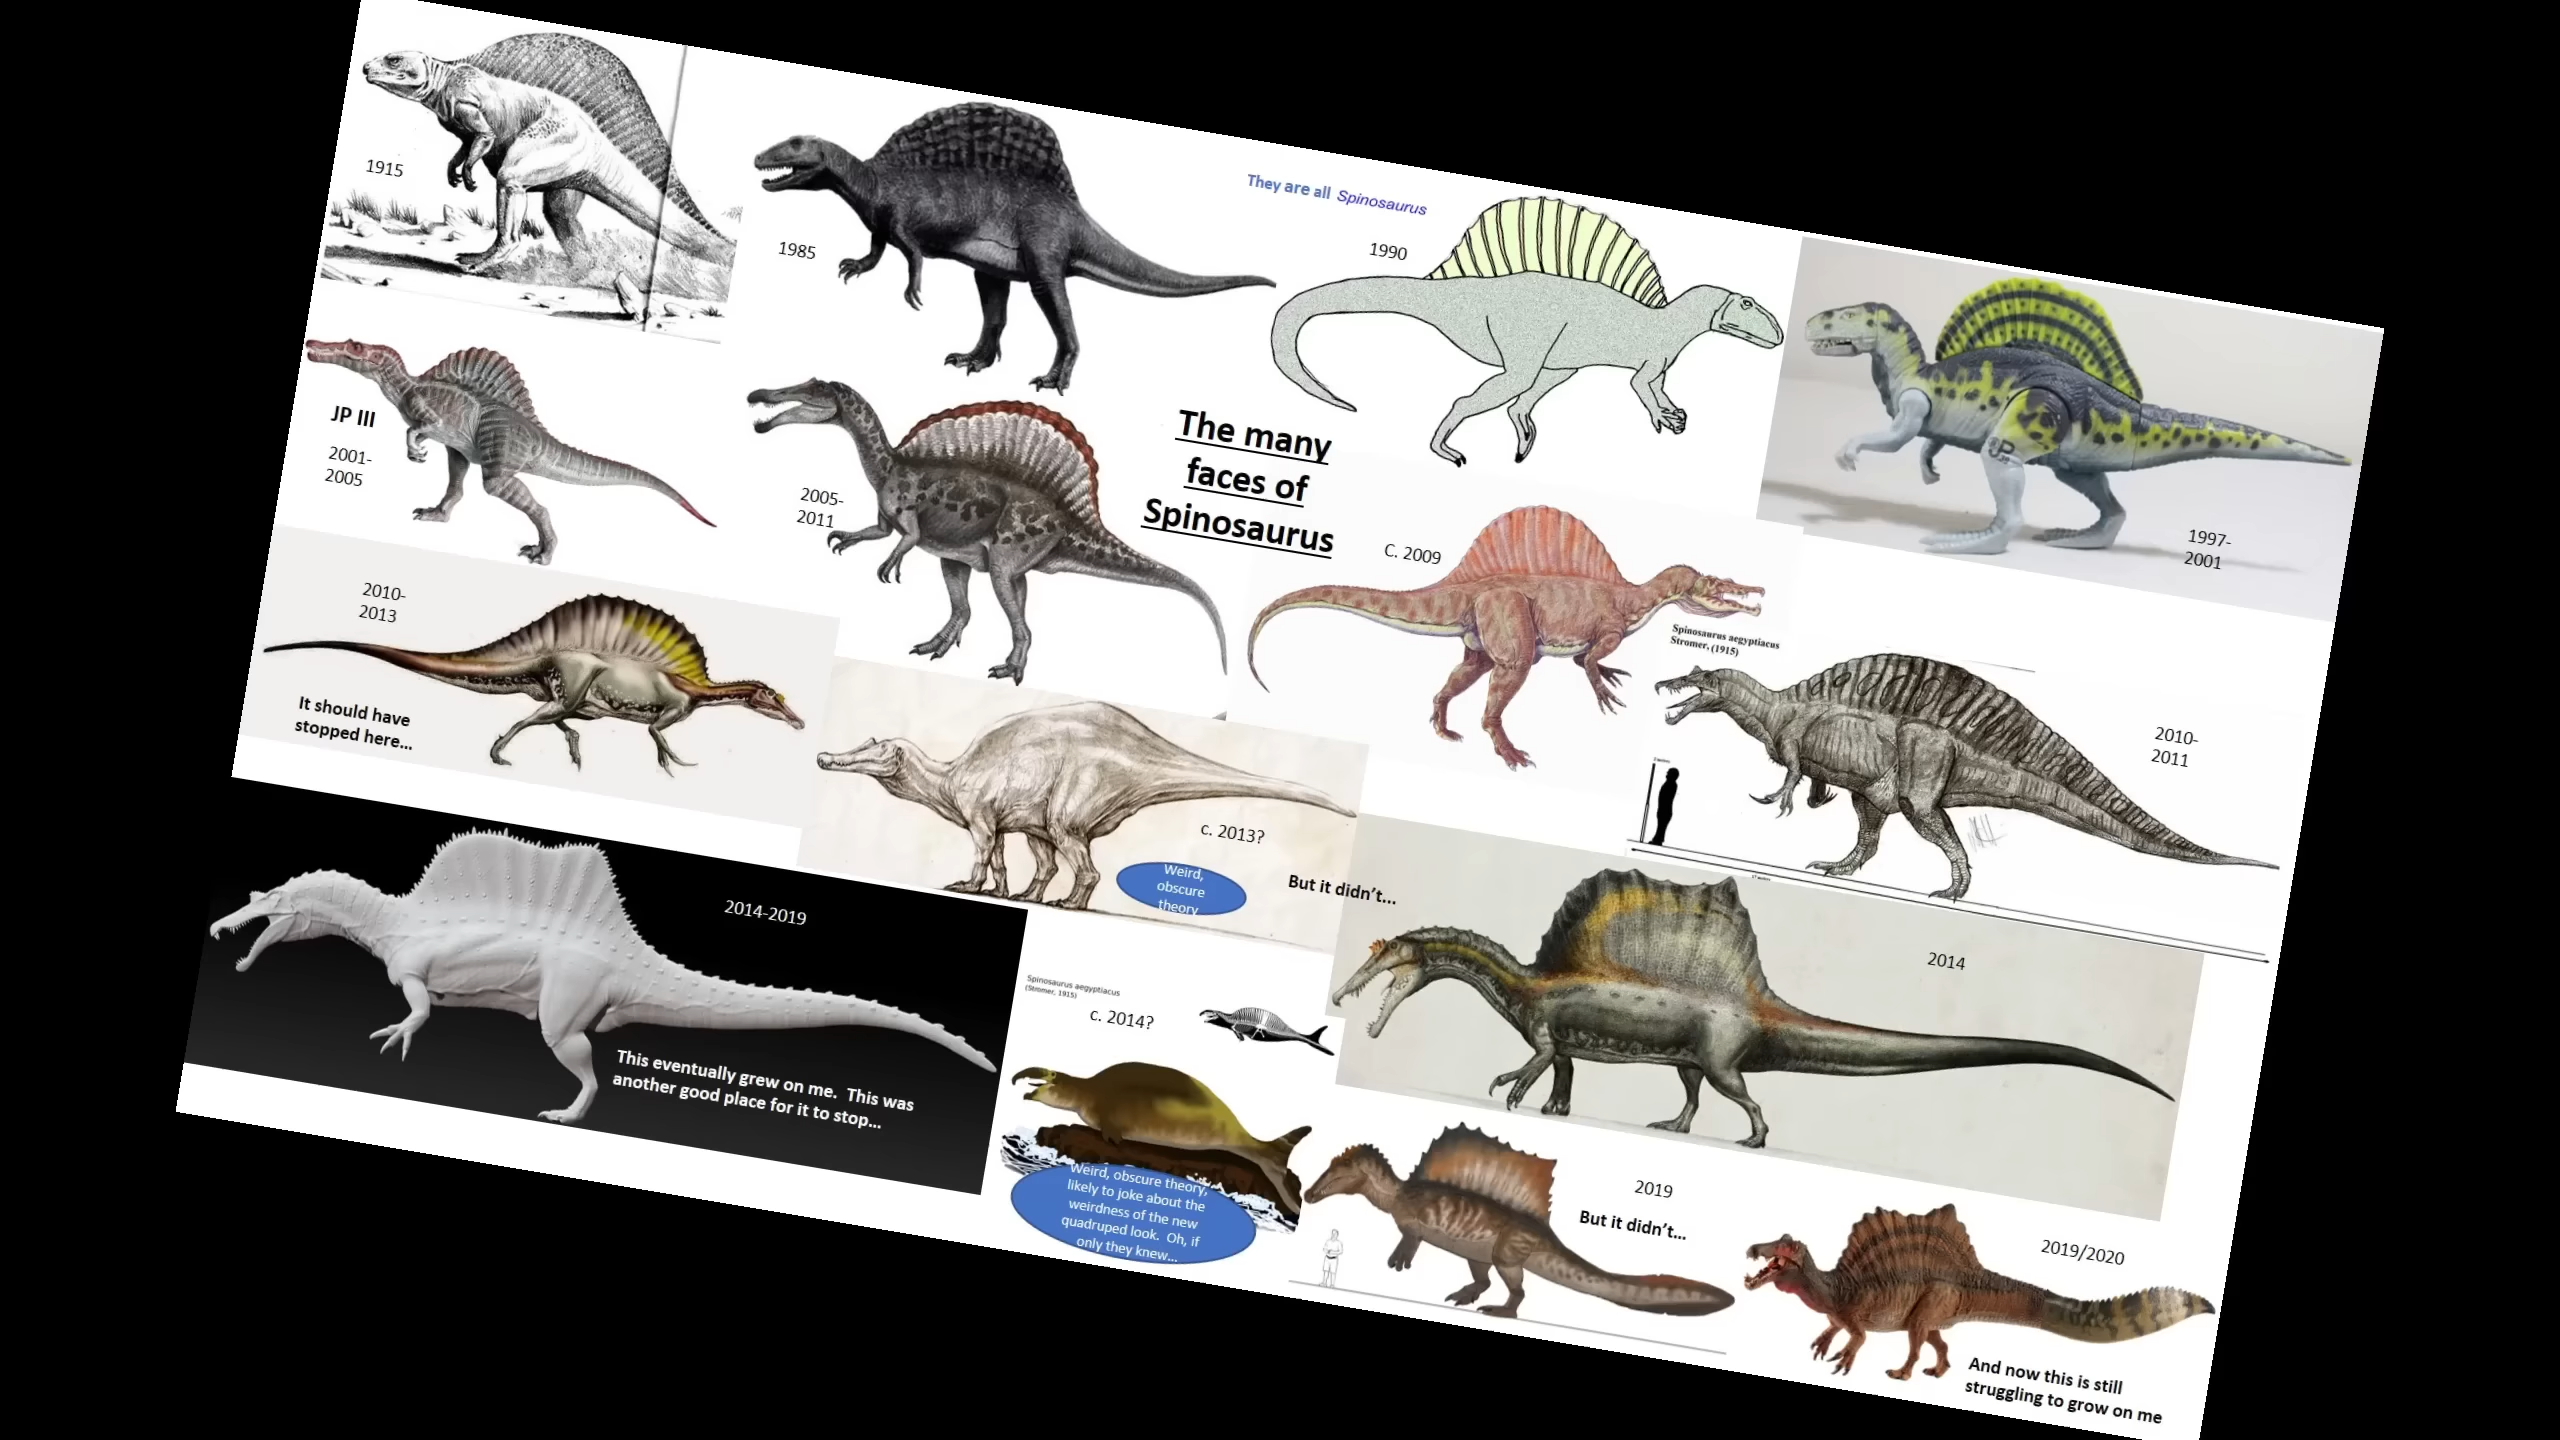 1915
1985
They are all Spinosaurus
1990
JP III
2001-
2005
2005-
2011
The many
faces of
Spinosaurus
C. 2009
JP
1997-
2001
2010-
2013
It should have
stopped here...
Spinosaurus aegyptiacus
Stromer, (1915)
2010-
2011
c. 2013?
Weird,
obscure
theory
But it didn't...
2014-2019
This eventually grew on me. This was
another good place for it to stop...
Spinosaurus aegyptiacus
(Stromer, 1915)
c. 2014?
Weird, obscure theory,
likely to joke about the
weirdness of the new
quadruped look. Oh, if
only they knew...
2014
2019
But it didn't...
2019/2020
And now this is still
struggling to grow on me